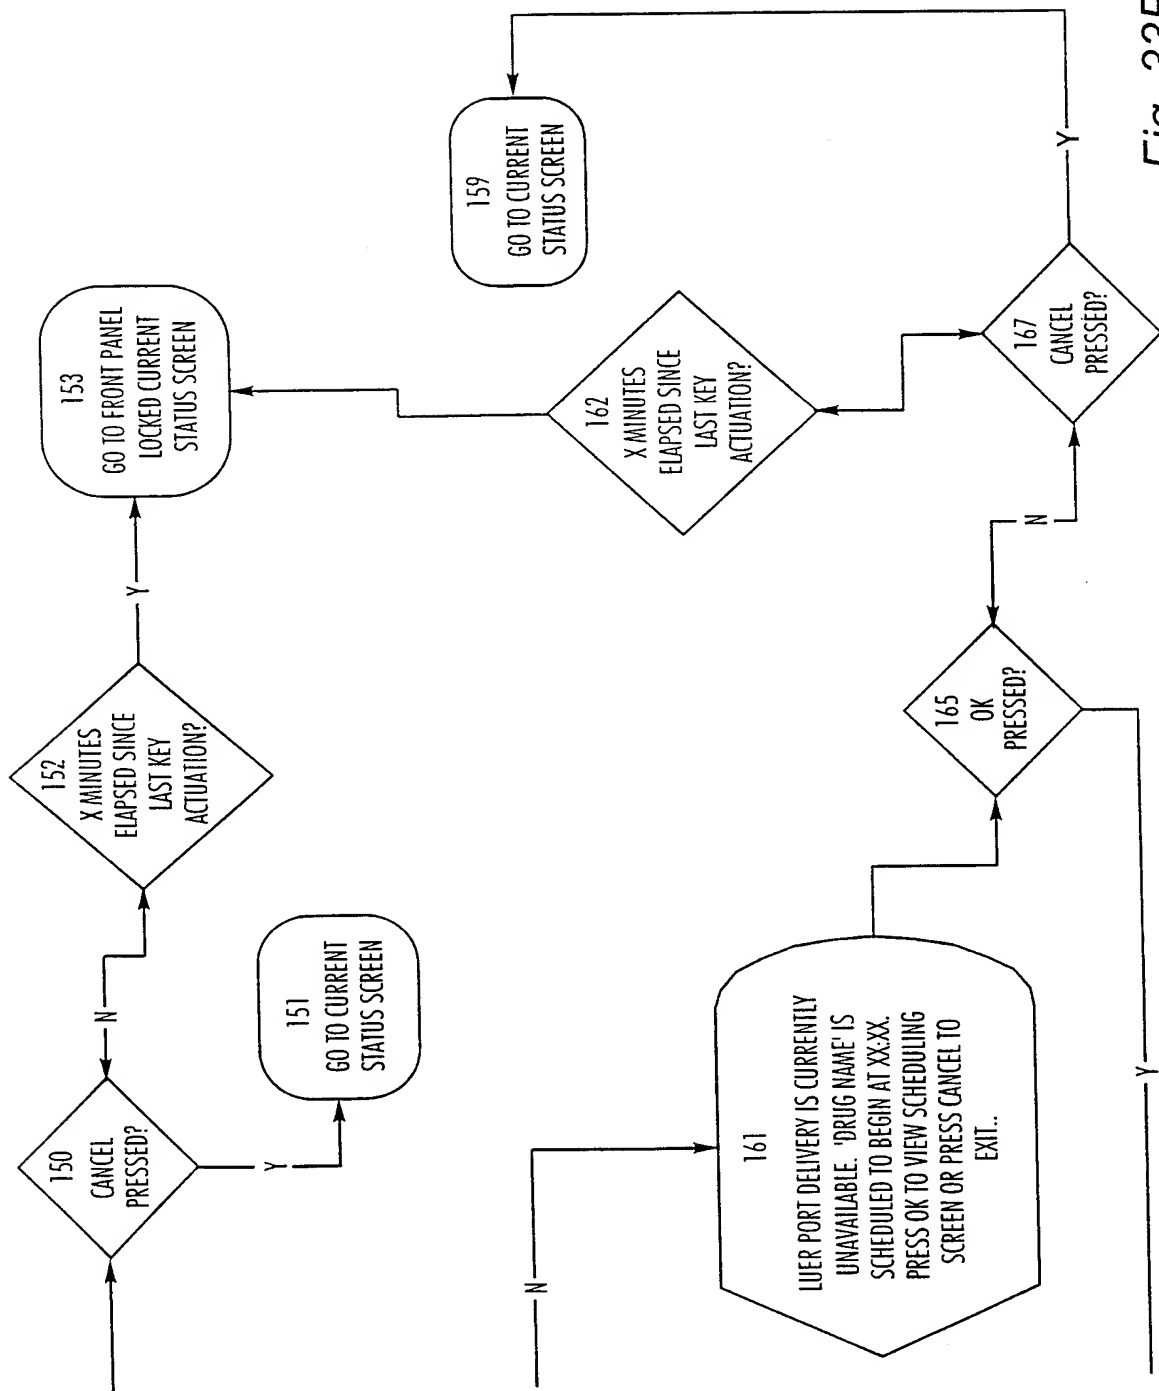 150
CANCEL
PRESSED?
N
152
X MINUTES
ELAPSED SINCE
LAST KEY
ACTUATION?
Y
153
GO TO FRONT PANEL
LOCKED CURRENT
STATUS SCREEN
Y
151
GO TO CURRENT
STATUS SCREEN
159
GO TO CURRENT
STATUS SCREEN
N
162
X MINUTES
ELAPSED SINCE
LAST KEY
ACTUATION?
161
LUER PORT DELIVERY IS CURRENTLY
UNAVAILABLE. 'DRUG NAME' IS
SCHEDULED TO BEGIN AT XX:XX.
PRESS OK TO VIEW SCHEDULING
SCREEN OR PRESS CANCEL TO
EXIT..
165
OK
PRESSED?
N
167
CANCEL
PRESSED?
Y
Y
Fig.